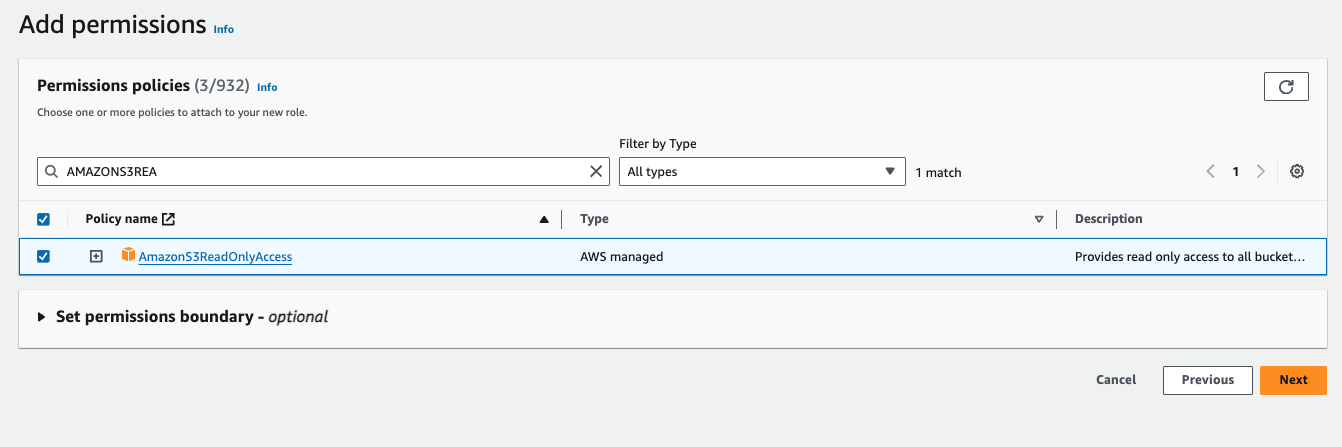 Add permissions Info
Permissions policies (3/932) Info
Choose one or more policies to attach to your new role.
Filter by Type
AMAZONS3REA
All types
1 match
1
Policy name
Type
Description
AmazonS3ReadOnlyAccess
AWS managed
Provides read only access to all bucket…
Set permissions boundary - optional
Cancel
Previous
Next